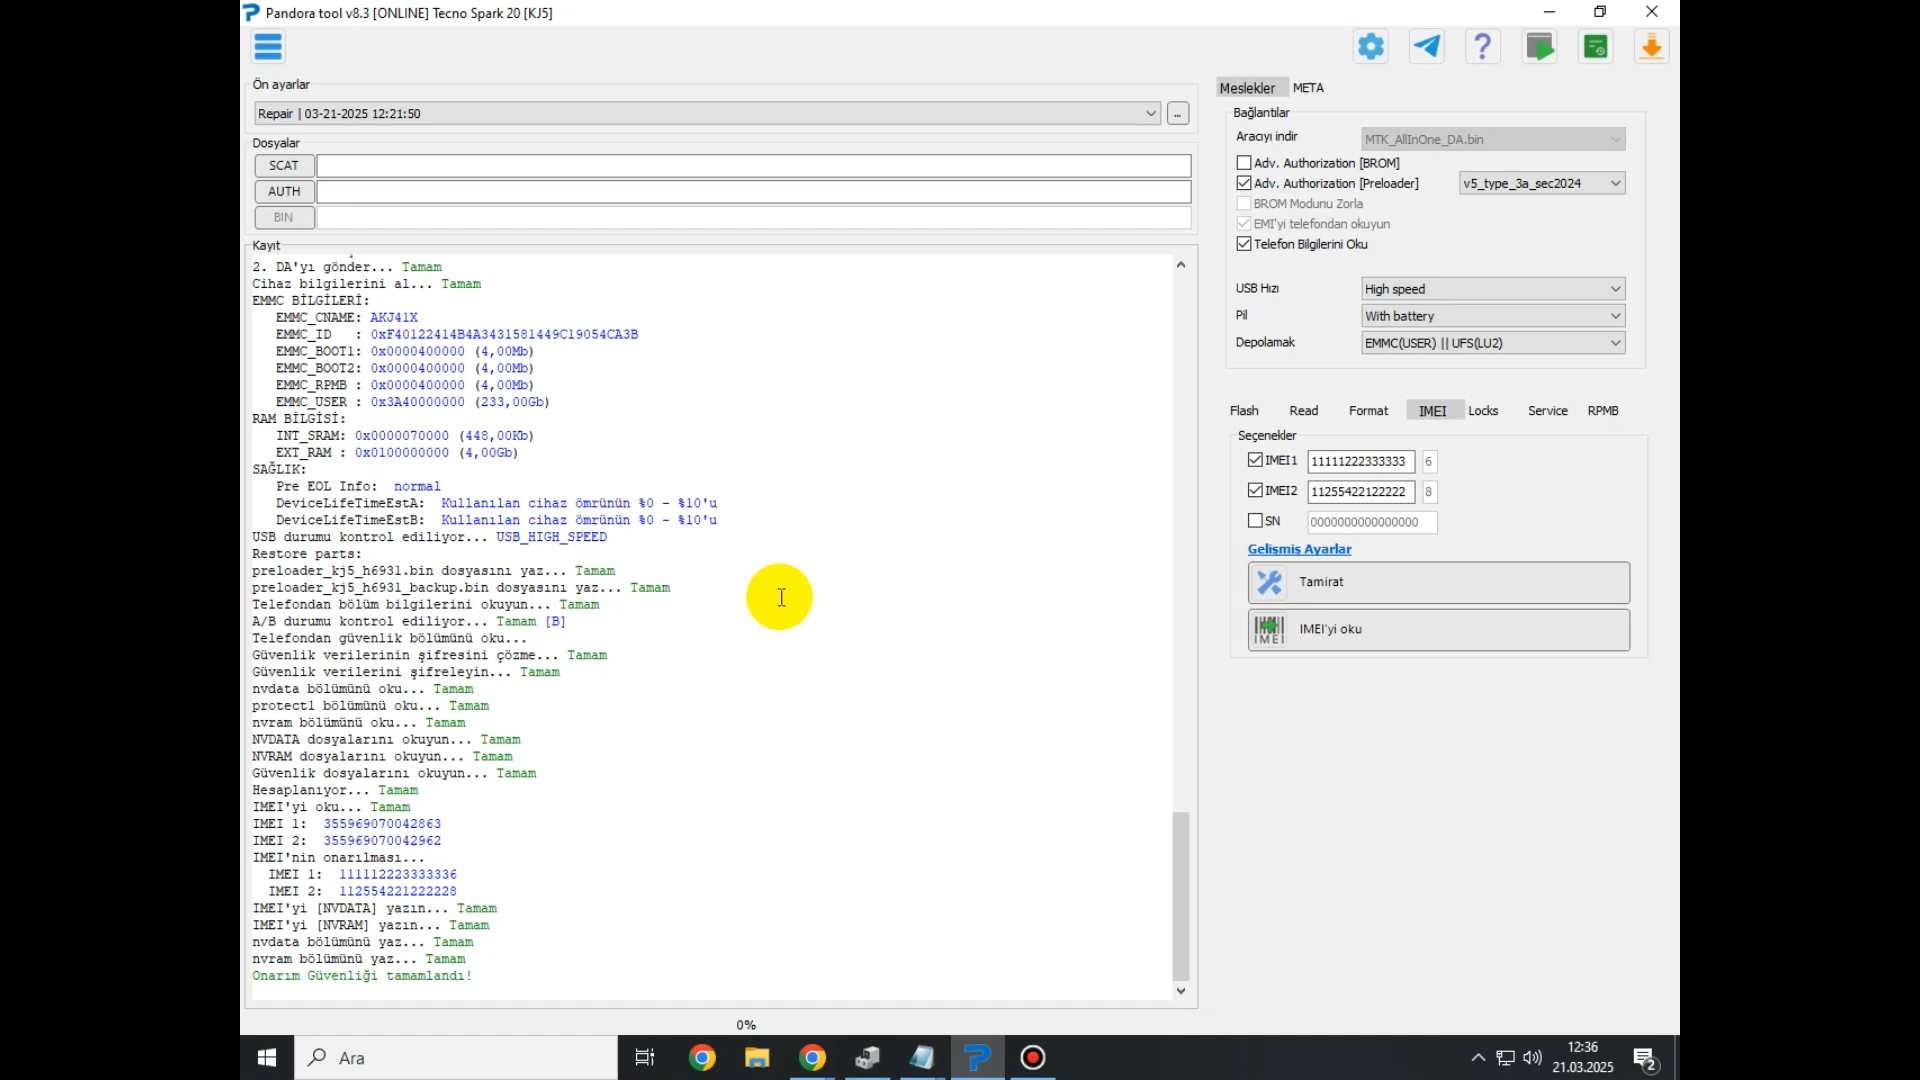 Pandora tool v8.3 [ONLINE] Tecno Spark 20 [KJ5]
Ön ayarlar
Repair | 03-21-2025 12:21:50
...
Dosyalar
SCAT
AUTH
BIN
Kayıt
2. DA'yı gönder... Tamam
Cihaz bilgilerini al... Tamam
EMMC BİLGİLERİ:
EMMC_CNAME: AKJ41X
EMMC_ID : 0xF40122414B4A3431581449C19054CA3B
EMMC_BOOT1: 0x0000400000 (4,00Mb)
EMMC_BOOT2: 0x0000400000 (4,00Mb)
EMMC_RPMB : 0x0000400000 (4,00Mb)
EMMC_USER : 0x3A40000000 (233,00Gb)
RAM BİLGİSİ:
INT_SRAM: 0x0000070000 (448,00Kb)
EXT_RAM : 0x0100000000 (4,00Gb)
SAĞLIK:
Pre EOL Info: normal
DeviceLifeTimeEstA: Kullanılan cihaz ömrünün %0 - %10'u
DeviceLifeTimeEstB: Kullanılan cihaz ömrünün %0 - %10'u
USB durumu kontrol ediliyor... USB_HIGH_SPEED
Restore parts:
preloader_kj5_h6931.bin dosyasını yaz... Tamam
preloader_kj5_h6931_backup.bin dosyasını yaz... Tamam
Telefondan bölüm bilgilerini okuyun... Tamam
A/B durumu kontrol ediliyor... Tamam [B]
Telefondan güvenlik bölümünü oku...
Güvenlik verilerinin şifresini çözme... Tamam
Güvenlik verilerini şifreleyin... Tamam
nvdata bölümünü oku... Tamam
protect1 bölümünü oku... Tamam
nvram bölümünü oku... Tamam
NVDATA dosyalarını okuyun... Tamam
NVRAM dosyalarını okuyun... Tamam
Güvenlik dosyalarını okuyun... Tamam
Hesaplanıyor... Tamam
IMEI'yi oku... Tamam
IMEI 1: 355969070042863
IMEI 2: 355969070042962
IMEI'nin onarılması...
IMEI 1: 111112223333336
IMEI 2: 112554221222228
IMEI'yi [NVDATA] yazın... Tamam
IMEI'yi [NVRAM] yazın... Tamam
nvdata bölümünü yaz... Tamam
nvram bölümünü yaz... Tamam
Onarım Güvenliği tamamlandı!
0%
Meslekler META
Bağlantılar
Aracıyı indir MTK_AllInOne_DA.bin
Adv. Authorization [BROM]
Adv. Authorization [Preloader] v5_type_3a_sec2024
BROM Modunu Zorla
EMI'yi telefondan okuyun
Telefon Bilgilerini Oku
USB Hızı High speed
Pil With battery
Depolamak EMMC(USER) || UFS(LU2)
Flash Read Format IMEI Locks Service RPMB
Seçenekler
IMEI1 11111222333333 6
IMEI2 11255422122222 8
SN 0000000000000000
Gelişmiş Ayarlar
Tamirat
IMEI IMEI'yi oku
Ara
12:36
21.03.2025
2